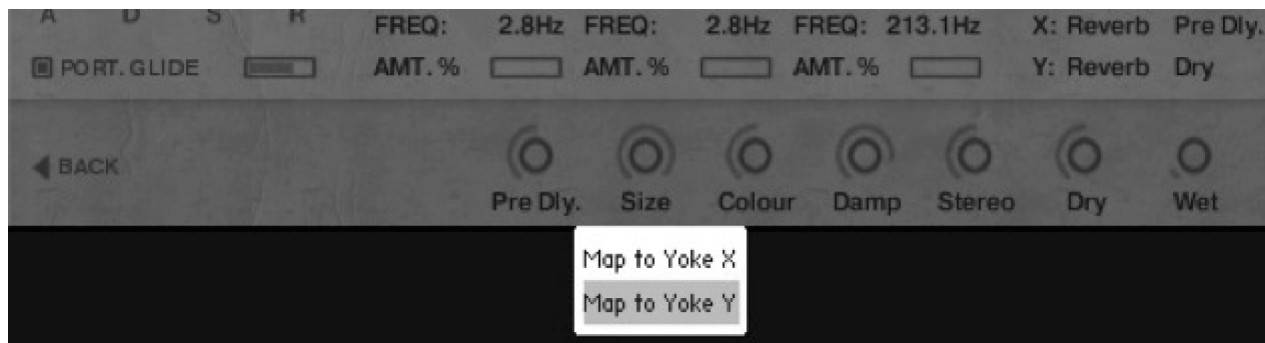 A D S R
FREQ: 2.8Hz FREQ: 2.8Hz FREQ: 213.1Hz X: Reverb Pre Dly.
PORT. GLIDE AMT. % AMT. % AMT. % Y: Reverb Dry
BACK
Pre Dly. Size Colour Damp Stereo Dry Wet
Map to Yoke X
Map to Yoke Y